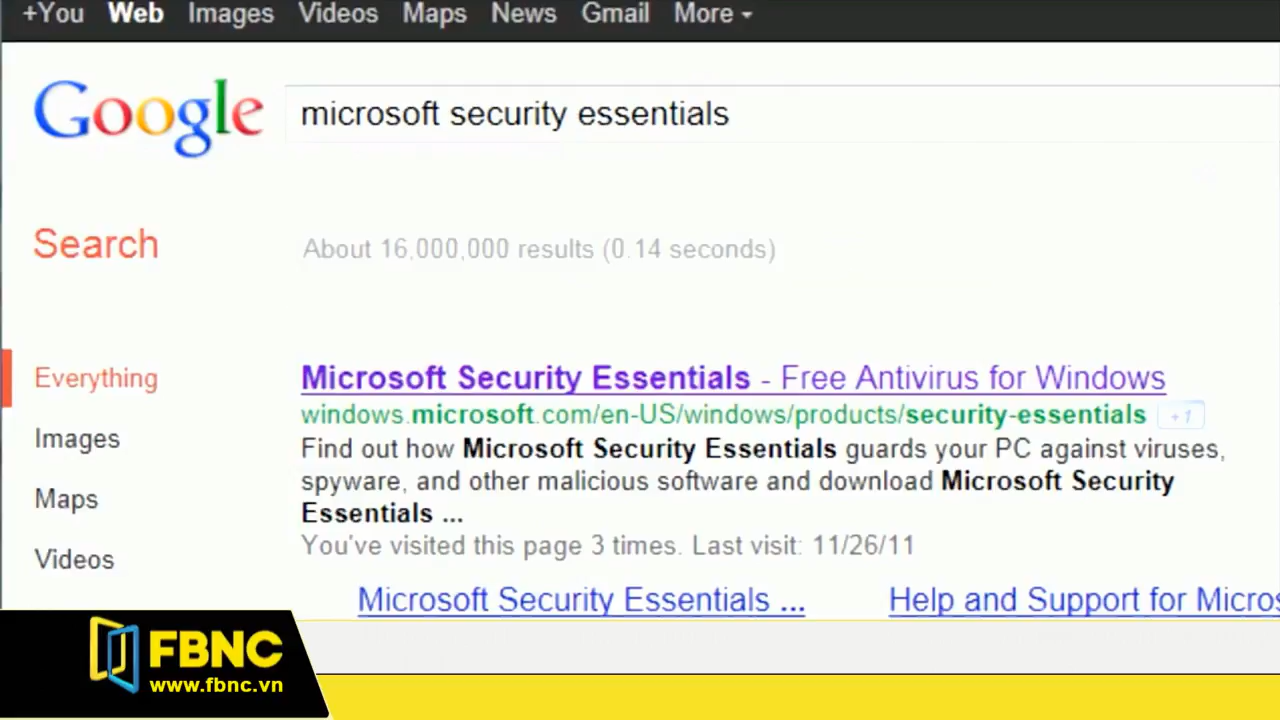 +You Web Images Videos Maps News Gmail More
Google
microsoft security essentials
Search
About 16,000,000 results (0.14 seconds)
Everything
Images
Maps
Videos
Microsoft Security Essentials - Free Antivirus for Windows
windows.microsoft.com/en-US/windows/products/security-essentials +1
Find out how Microsoft Security Essentials guards your PC against viruses,
spyware, and other malicious software and download Microsoft Security
Essentials ...
You've visited this page 3 times. Last visit: 11/26/11
Microsoft Security Essentials ... Help and Support for Micros
FBNC
www.fbnc.vn